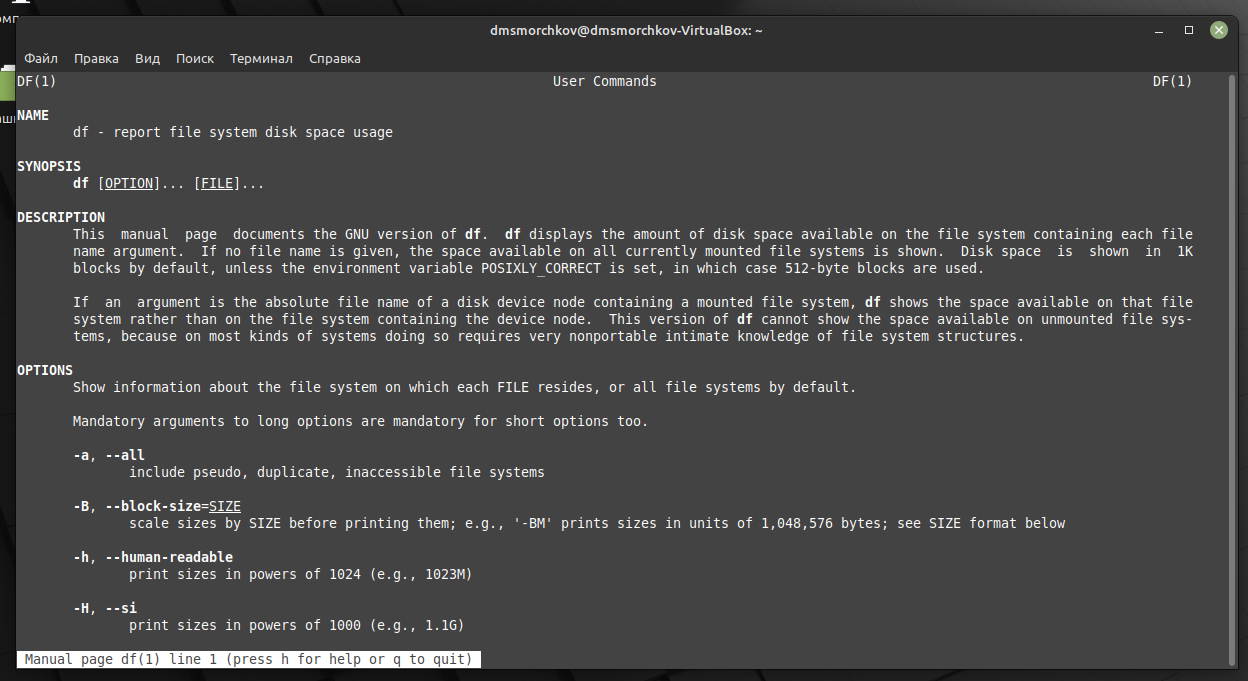 dmsmorchkov@dmsmorchkov-VirtualBox: ~
Файл Правка Вид Поиск Терминал Справка
DF(1) User Commands DF(1)
NAME
df - report file system disk space usage
SYNOPSIS
df [OPTION]... [FILE]...
DESCRIPTION
This manual page documents the GNU version of df. df displays the amount of disk space available on the file system containing each file
name argument. If no file name is given, the space available on all currently mounted file systems is shown. Disk space is shown in 1K
blocks by default, unless the environment variable POSIXLY_CORRECT is set, in which case 512-byte blocks are used.
If an argument is the absolute file name of a disk device node containing a mounted file system, df shows the space available on that file
system rather than on the file system containing the device node. This version of df cannot show the space available on unmounted file sys-
tems, because on most kinds of systems doing so requires very nonportable intimate knowledge of file system structures.
OPTIONS
Show information about the file system on which each FILE resides, or all file systems by default.
Mandatory arguments to long options are mandatory for short options too.
-a, --all
include pseudo, duplicate, inaccessible file systems
-B, --block-size=SIZE
scale sizes by SIZE before printing them; e.g., '-BM' prints sizes in units of 1,048,576 bytes; see SIZE format below
-h, --human-readable
print sizes in powers of 1024 (e.g., 1023M)
-H, --si
print sizes in powers of 1000 (e.g., 1.1G)
Manual page df(1) line 1 (press h for help or q to quit)